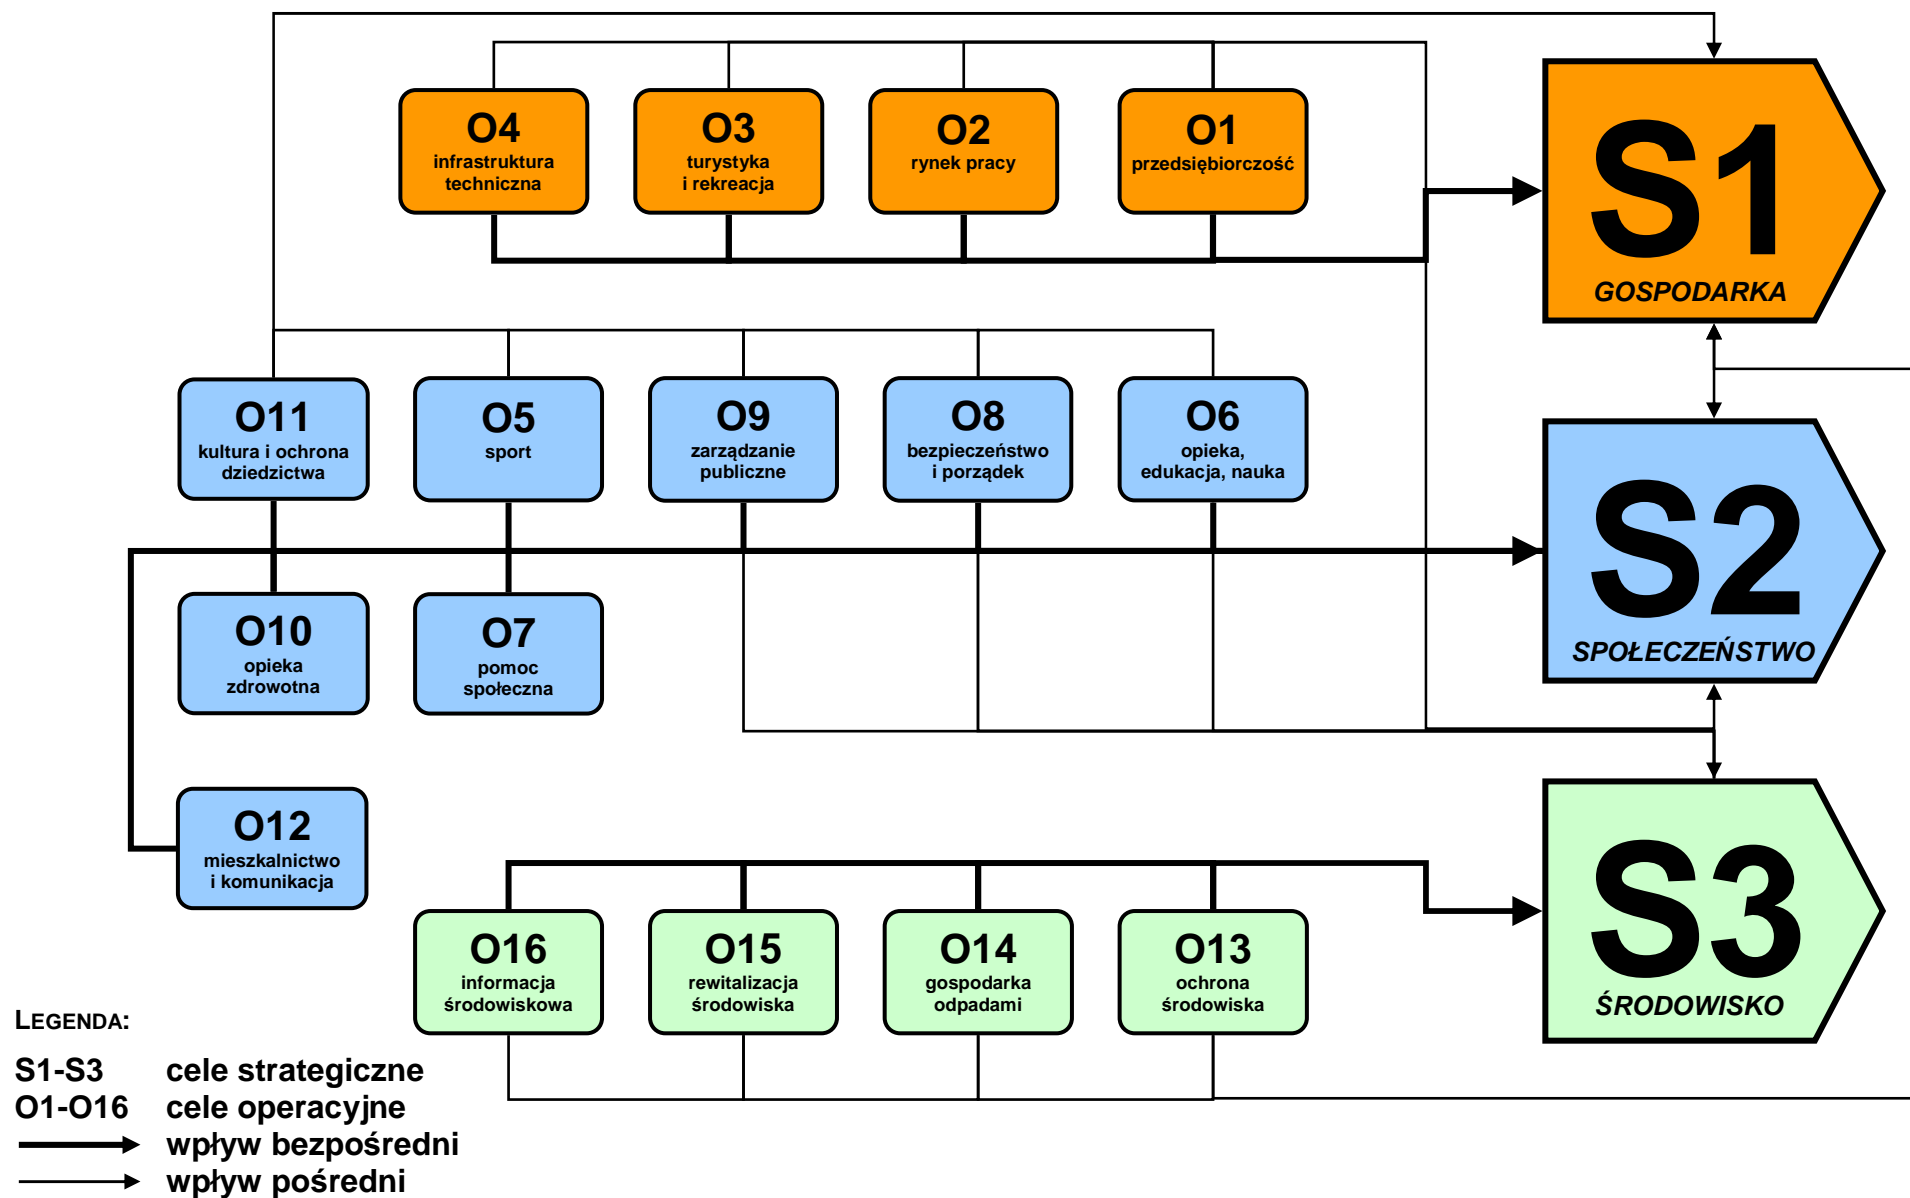 O4
infrastruktura
techniczna
O3
turystyka
i rekreacja
O2
rynek pracy
O1
przedsiębiorczość
S1
GOSPODARKA
O11
kultura i ochrona
dziedzictwa
O5
sport
O9
zarządzanie
publiczne
O8
bezpieczeństwo
i porządek
O6
opieka,
edukacja, nauka
S2
SPOŁECZEŃSTWO
O10
opieka
zdrowotna
O7
pomoc
społeczna
O12
mieszkalnictwo
i komunikacja
O16
informacja
środowiskowa
O15
rewitalizacja
środowiska
O14
gospodarka
odpadami
O13
ochrona
środowiska
S3
ŚRODOWISKO
LEGENDA:
S1-S3 cele strategiczne
O1-O16 cele operacyjne
wpływ bezpośredni
wpływ pośredni